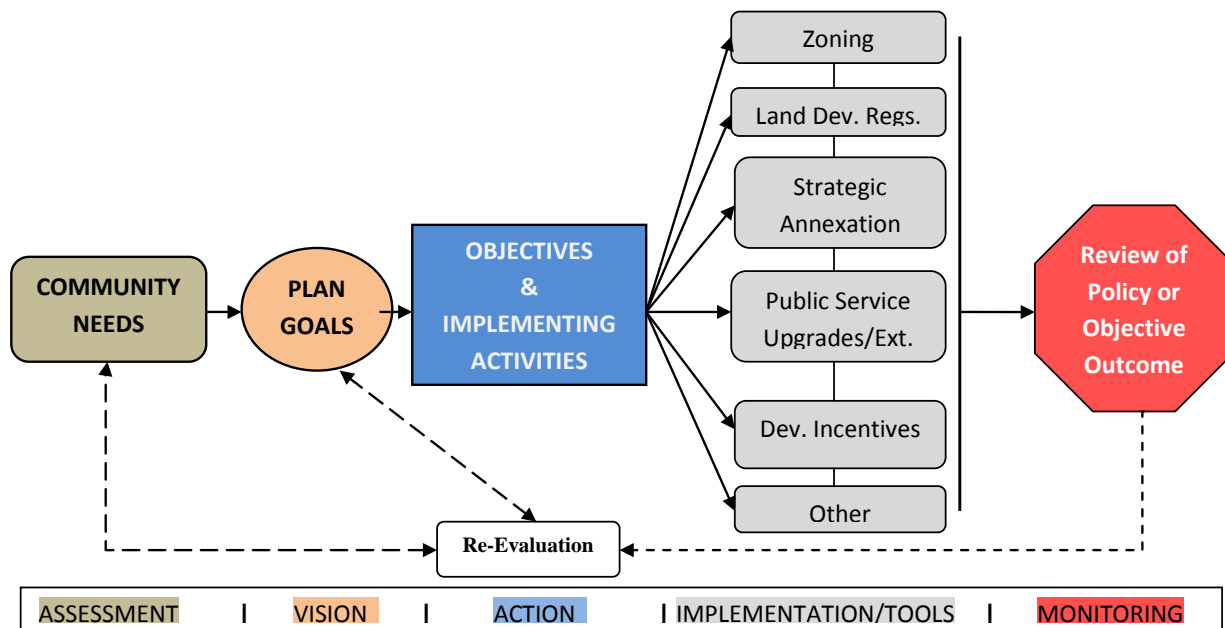 Zoning
Land Dev. Regs.
Strategic
Annexation
Public Service
Upgrades/Ext.
Dev. Incentives
Other
COMMUNITY
NEEDS
PLAN
GOALS
OBJECTIVES
&
IMPLEMENTING
ACTIVITIES
Review of
Policy or
Objective
Outcome
Re-Evaluation
ASSESSMENT | VISION | ACTION | IMPLEMENTATION/TOOLS | MONITORING